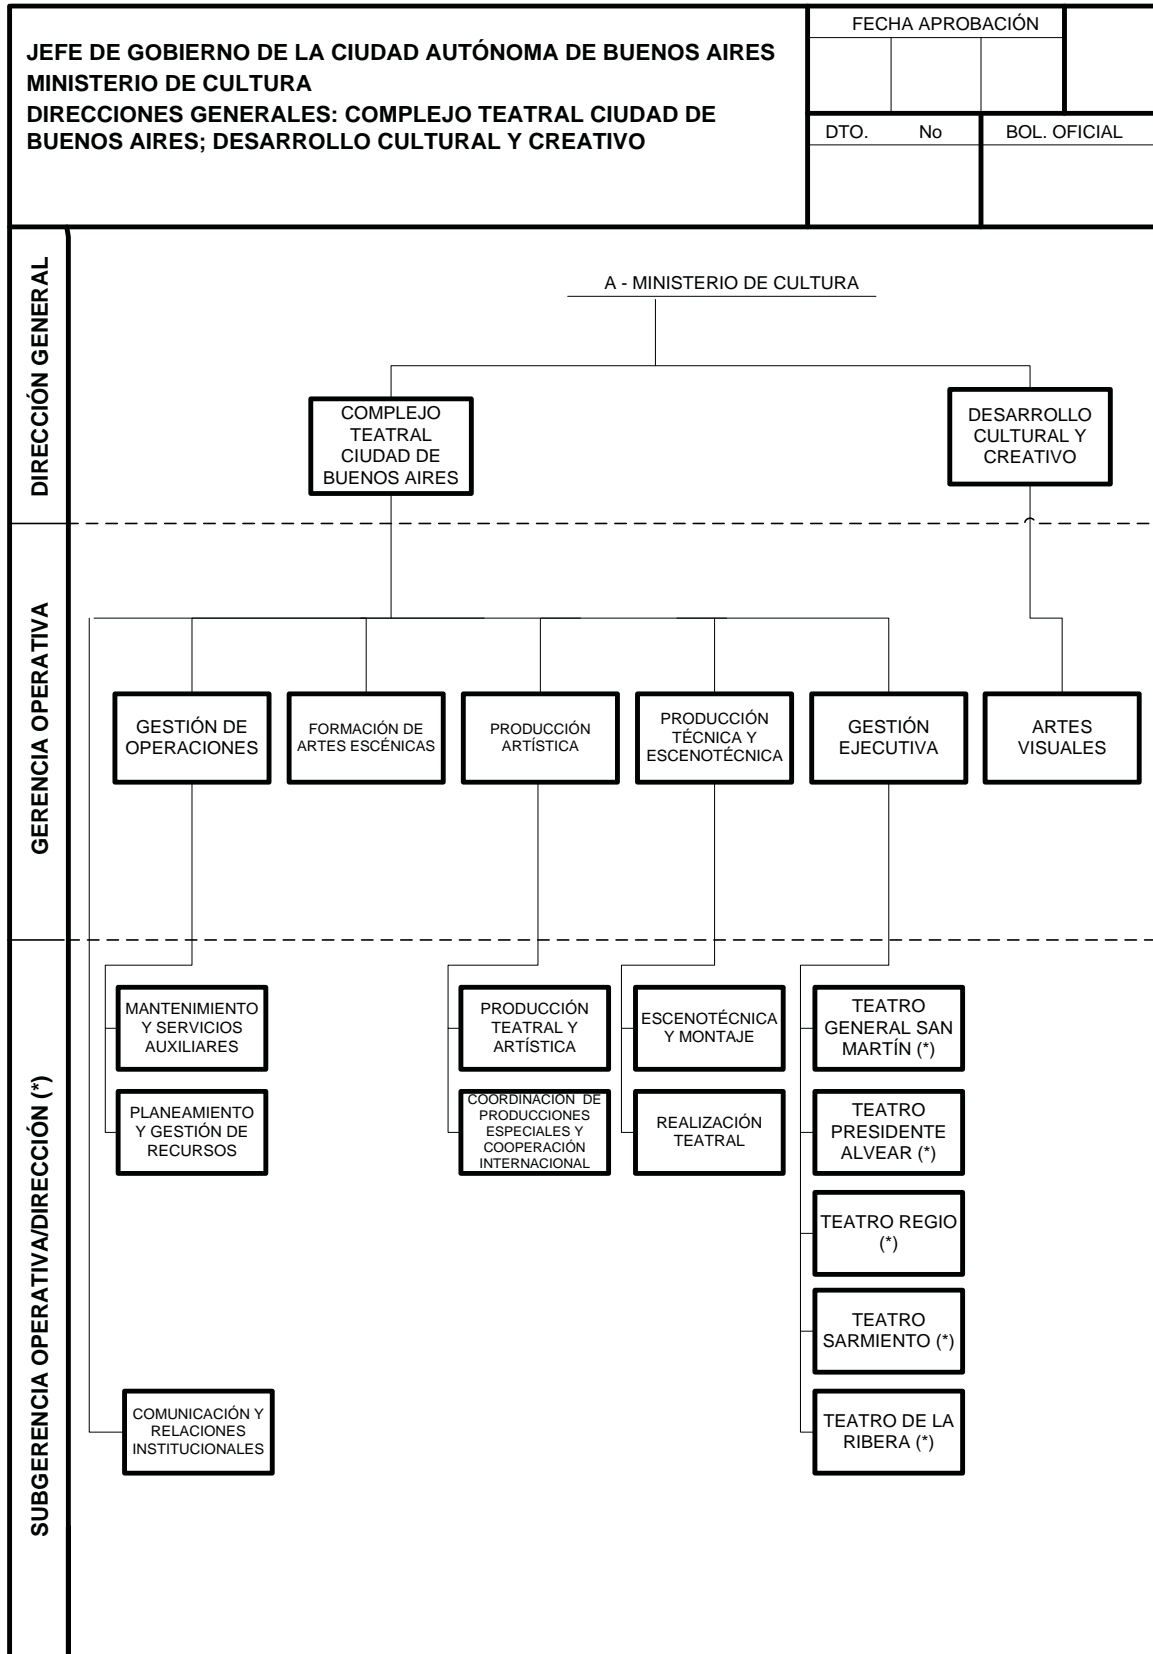 JEFE DE GOBIERNO DE LA CIUDAD AUTÓNOMA DE BUENOS AIRES
MINISTERIO DE CULTURA
DIRECCIONES GENERALES: COMPLEJO TEATRAL CIUDAD DE
BUENOS AIRES; DESARROLLO CULTURAL Y CREATIVO
FECHA APROBACIÓN
DTO. No
BOL. OFICIAL
DIRECCIÓN GENERAL
A - MINISTERIO DE CULTURA
COMPLEJO
TEATRAL
CIUDAD DE
BUENOS AIRES
DESARROLLO
CULTURAL Y
CREATIVO
GERENCIA OPERATIVA
GESTIÓN DE
OPERACIONES
FORMACIÓN DE
ARTES ESCÉNICAS
PRODUCCIÓN
ARTÍSTICA
PRODUCCIÓN
TÉCNICA Y
ESCENOTÉCNICA
GESTIÓN
EJECUTIVA
ARTES
VISUALES
SUBGERENCIA OPERATIVA/DIRECCIÓN (*)
MANTENIMIENTO
Y SERVICIOS
AUXILIARES
PRODUCCIÓN
TEATRAL Y
ARTÍSTICA
ESCENOTÉCNICA
Y MONTAJE
TEATRO
GENERAL SAN
MARTÍN (*)
PLANEAMIENTO
Y GESTIÓN DE
RECURSOS
COORDINACIÓN DE
PRODUCCIONES
ESPECIALES Y
COOPERACIÓN
INTERNACIONAL
REALIZACIÓN
TEATRAL
TEATRO
PRESIDENTE
ALVEAR (*)
TEATRO REGIO
(*)
TEATRO
SARMIENTO (*)
COMUNICACIÓN Y
RELACIONES
INSTITUCIONALES
TEATRO DE LA
RIBERA (*)